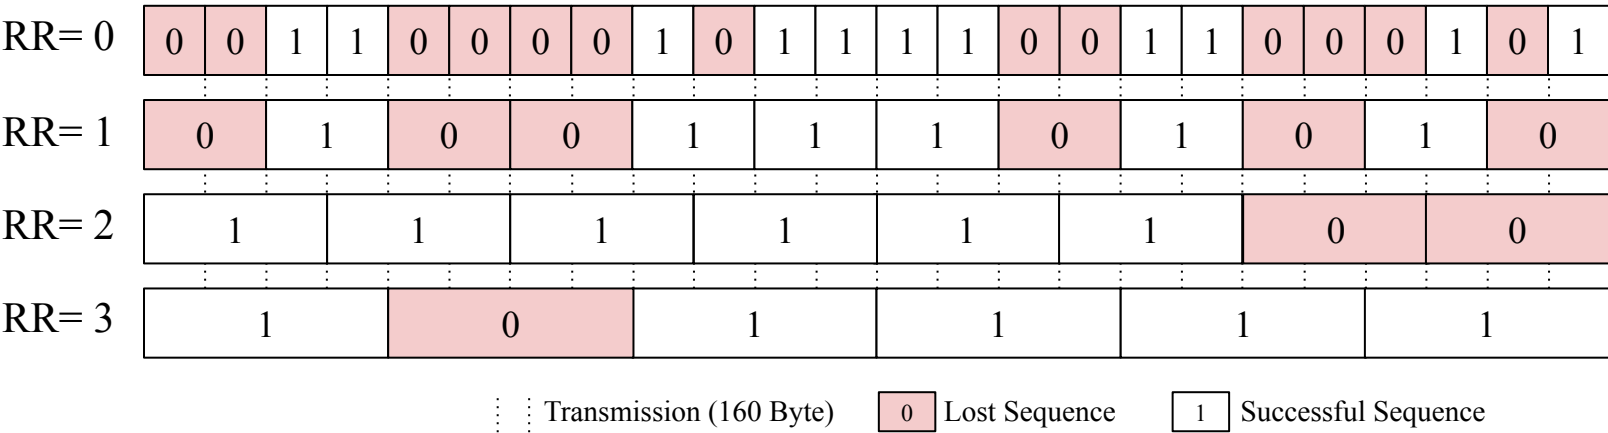 RR= 0 0 0 1 1 0 0 0 0 1 0 1 1 1 1 0 0 1 1 0 0 0 1 0 1
RR= 1 0 1 0 0 1 1 1 0 1 0 1 0
RR= 2 1 1 1 1 1 1 0 0
RR= 3 1 0 1 1 1 1
Transmission (160 Byte) 0 Lost Sequence 1 Successful Sequence